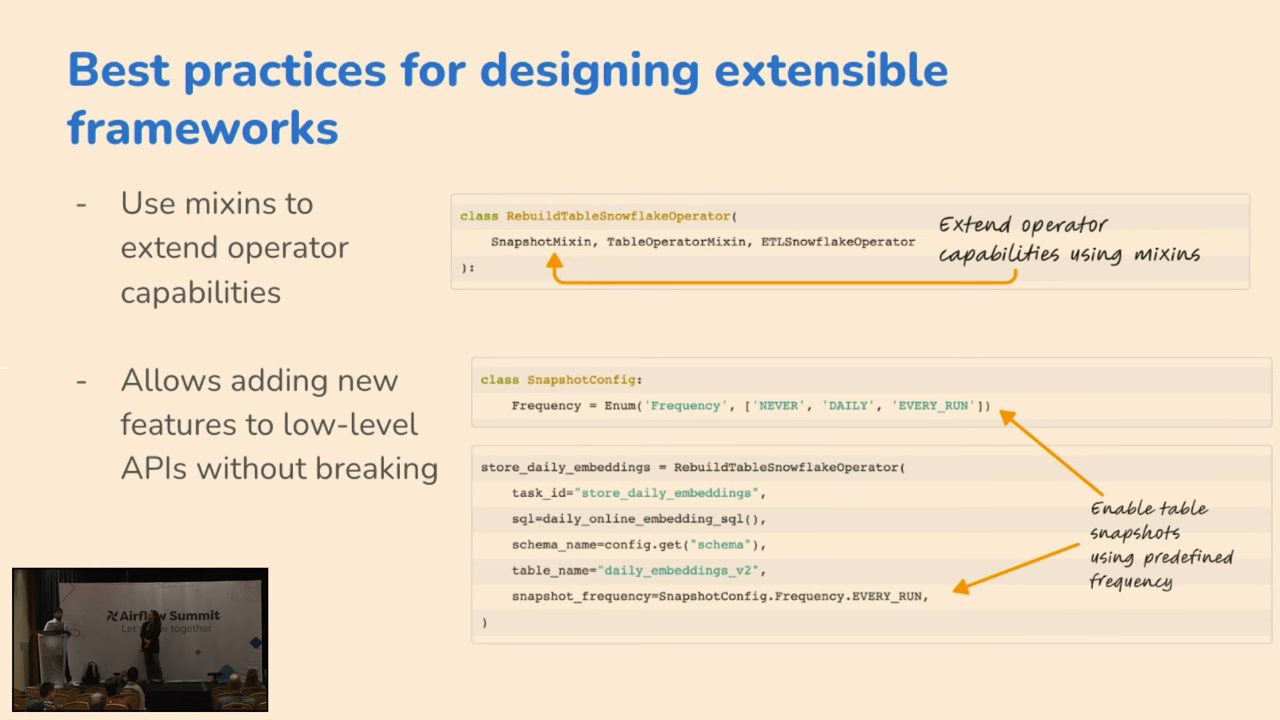 Best practices for designing extensible
frameworks
- Use mixins to
extend operator
capabilities
- Allows adding new
features to low-level
APIs without breaking
class RebuildTableSnowflakeOperator(
SnapshotMixin, TableOperatorMixin, ETLSnowflakeOperator
):
Extend operator
capabilities using mixins
class SnapshotConfig:
Frequency = Enum('Frequency', ['NEVER', 'DAILY', 'EVERY_RUN'])
store_daily_embeddings = RebuildTableSnowflakeOperator(
task_id="store_daily_embeddings",
sql=daily_online_embedding_sql(),
schema_name=config.get("schema"),
table_name="daily_embeddings_v2",
snapshot_frequency=SnapshotConfig.Frequency.EVERY_RUN,
)
Enable table
snapshots
using predefined
frequency
Airflow Summit
together